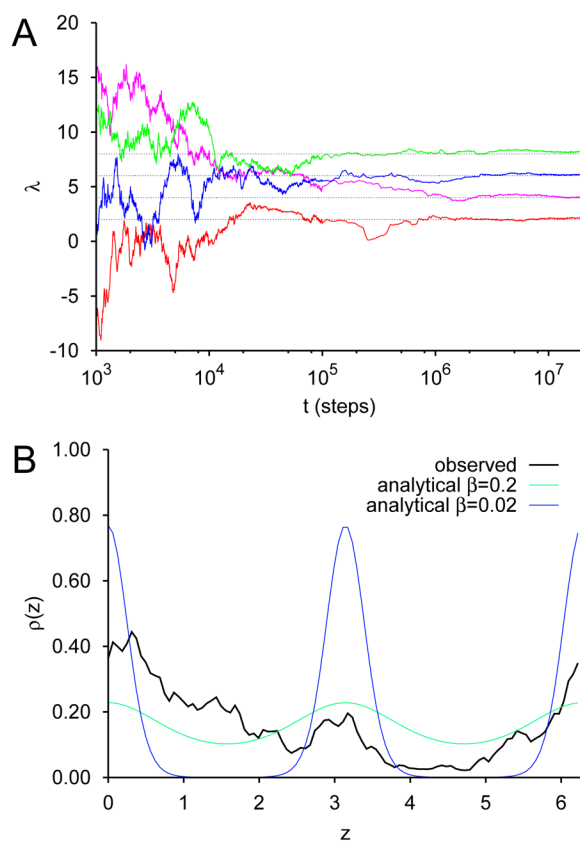 A
20
15
10
5
0
-5
-10
λ
10³ 10⁴ 10⁵ 10⁶ 10⁷
t (steps)
B
1.00
0.80
0.60
0.40
0.20
0.00
ρ(z)
observed
analytical β=0.2
analytical β=0.02
0 1 2 3 4 5 6
z